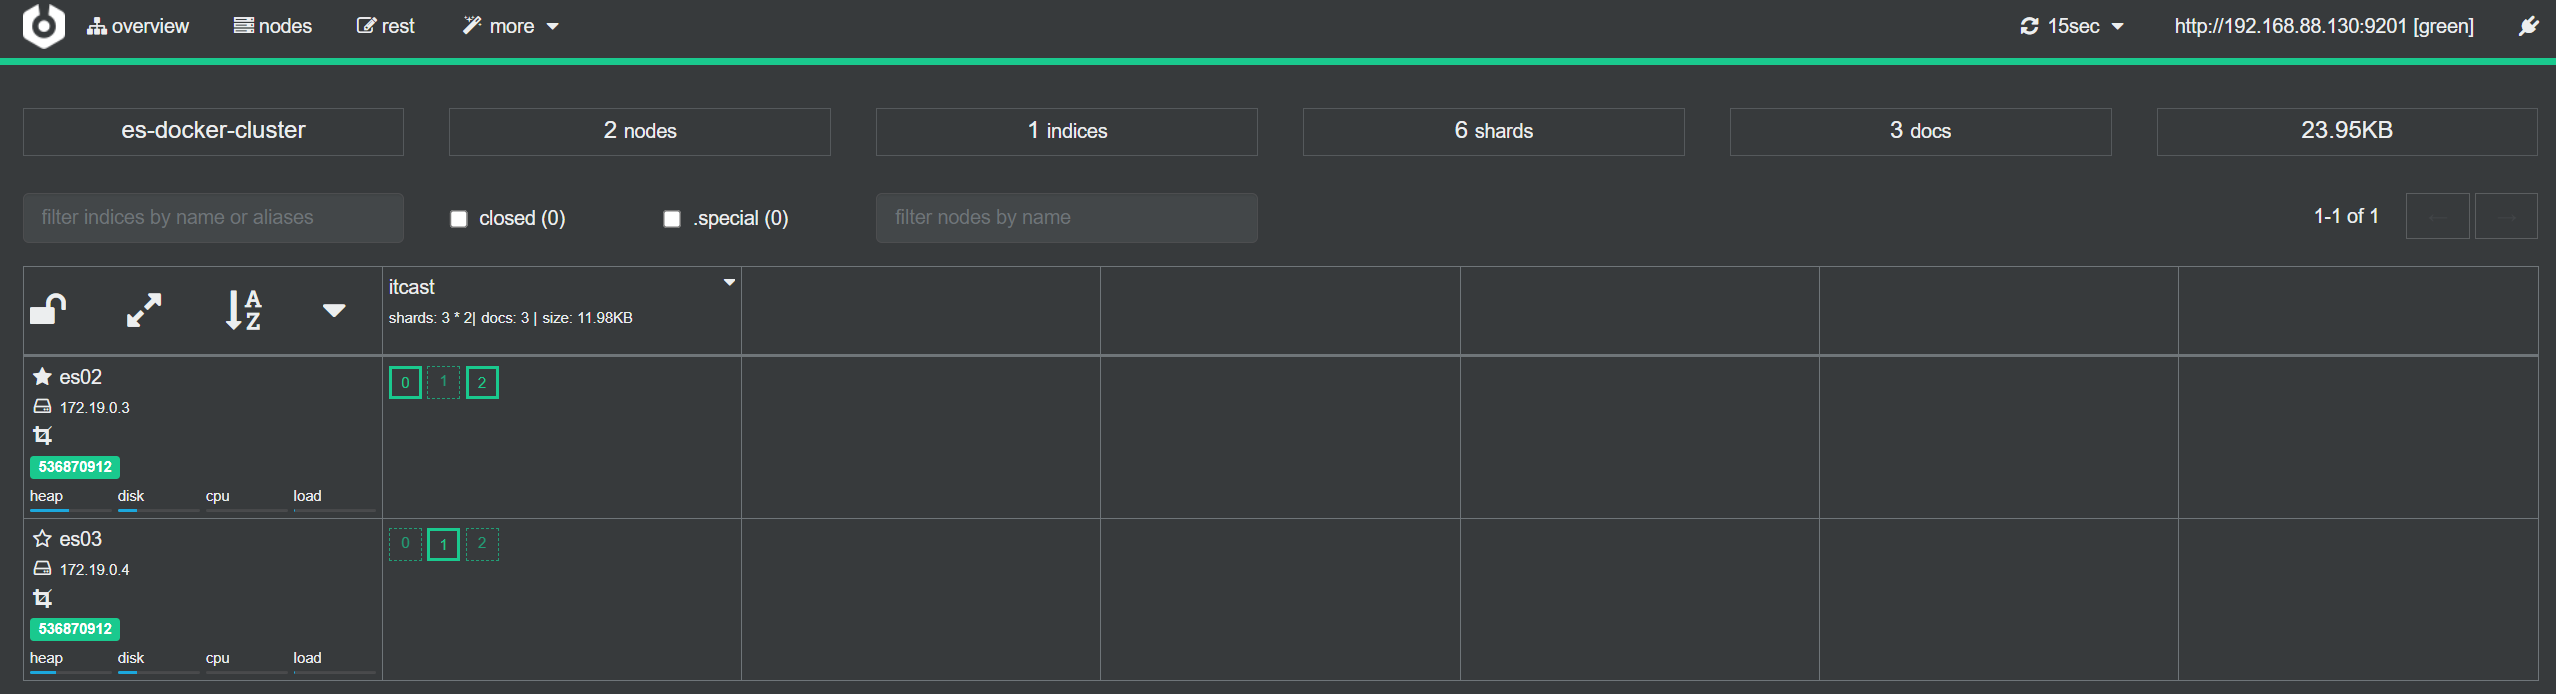 overview nodes rest more 15sec http://192.168.88.130:9201 [green]
es-docker-cluster 2 nodes 1 indices 6 shards 3 docs 23.95KB
filter indices by name or aliases closed (0) .special (0) filter nodes by name 1-1 of 1 ← →
A
Z
itcast
shards: 3 * 2| docs: 3 | size: 11.98KB
es02
172.19.0.3
536870912
heap disk cpu load
0 1 2
es03
172.19.0.4
536870912
heap disk cpu load
0 1 2